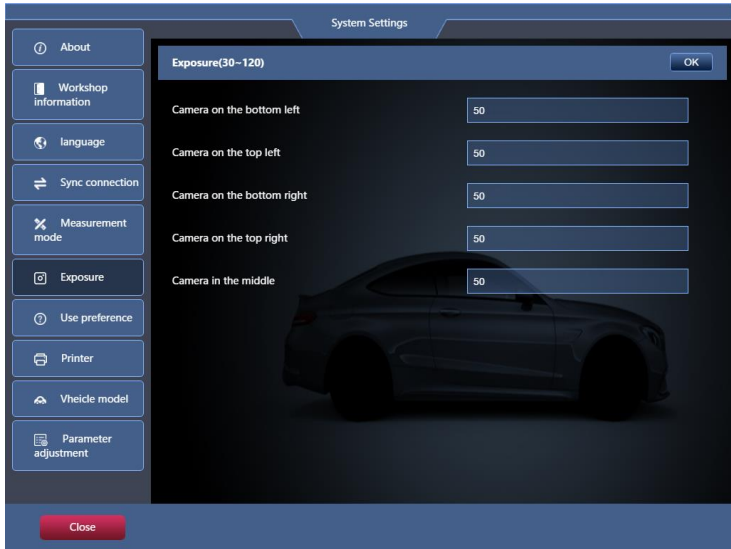 System Settings
About
Workshop
information
language
Sync connection
Measurement
mode
Exposure
Use preference
Printer
Vheicle model
Parameter
adjustment
Exposure(30~120)
OK
Camera on the bottom left
50
Camera on the top left
50
Camera on the bottom right
50
Camera on the top right
50
Camera in the middle
50
Close